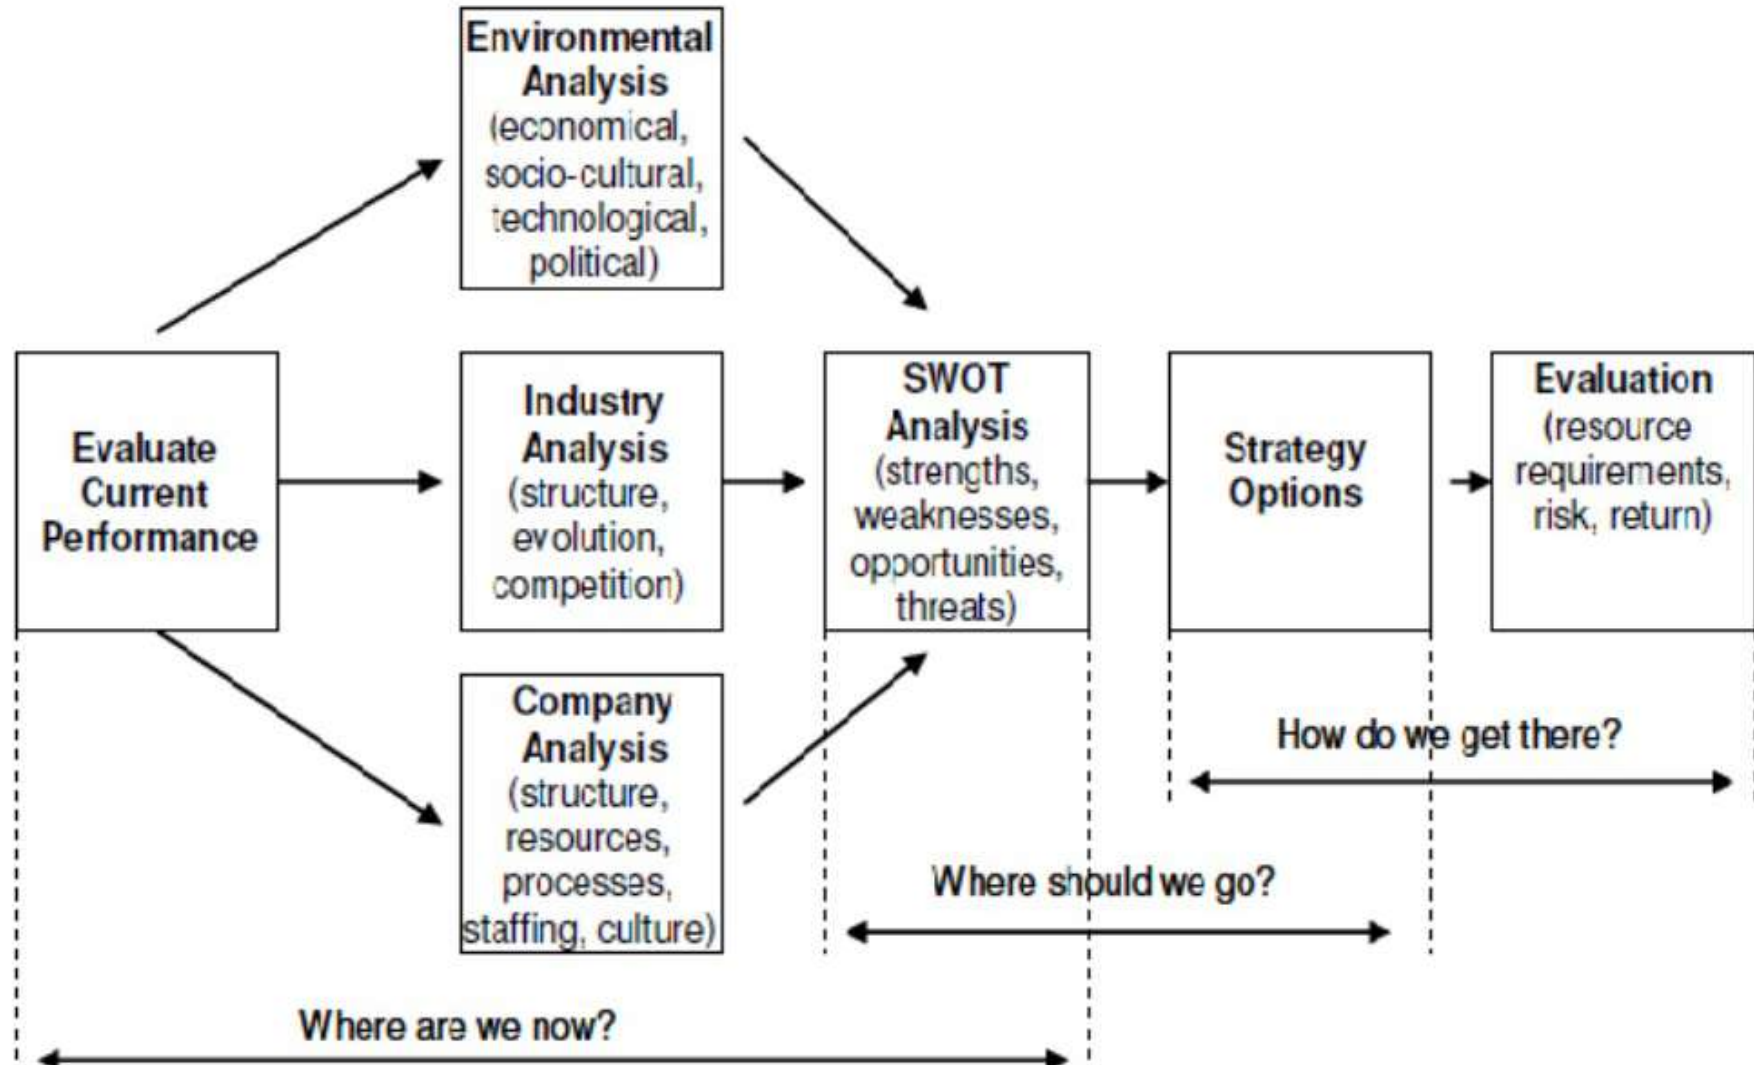 Environmental
Analysis
(economical,
socio-cultural,
technological,
political)
Evaluate
Current
Performance
Industry
Analysis
(structure,
evolution,
competition)
Company
Analysis
(structure,
resources,
processes,
staffing, culture)
SWOT
Analysis
(strengths,
weaknesses,
opportunities,
threats)
Strategy
Options
Evaluation
(resource
requirements,
risk, return)
How do we get there?
Where should we go?
Where are we now?